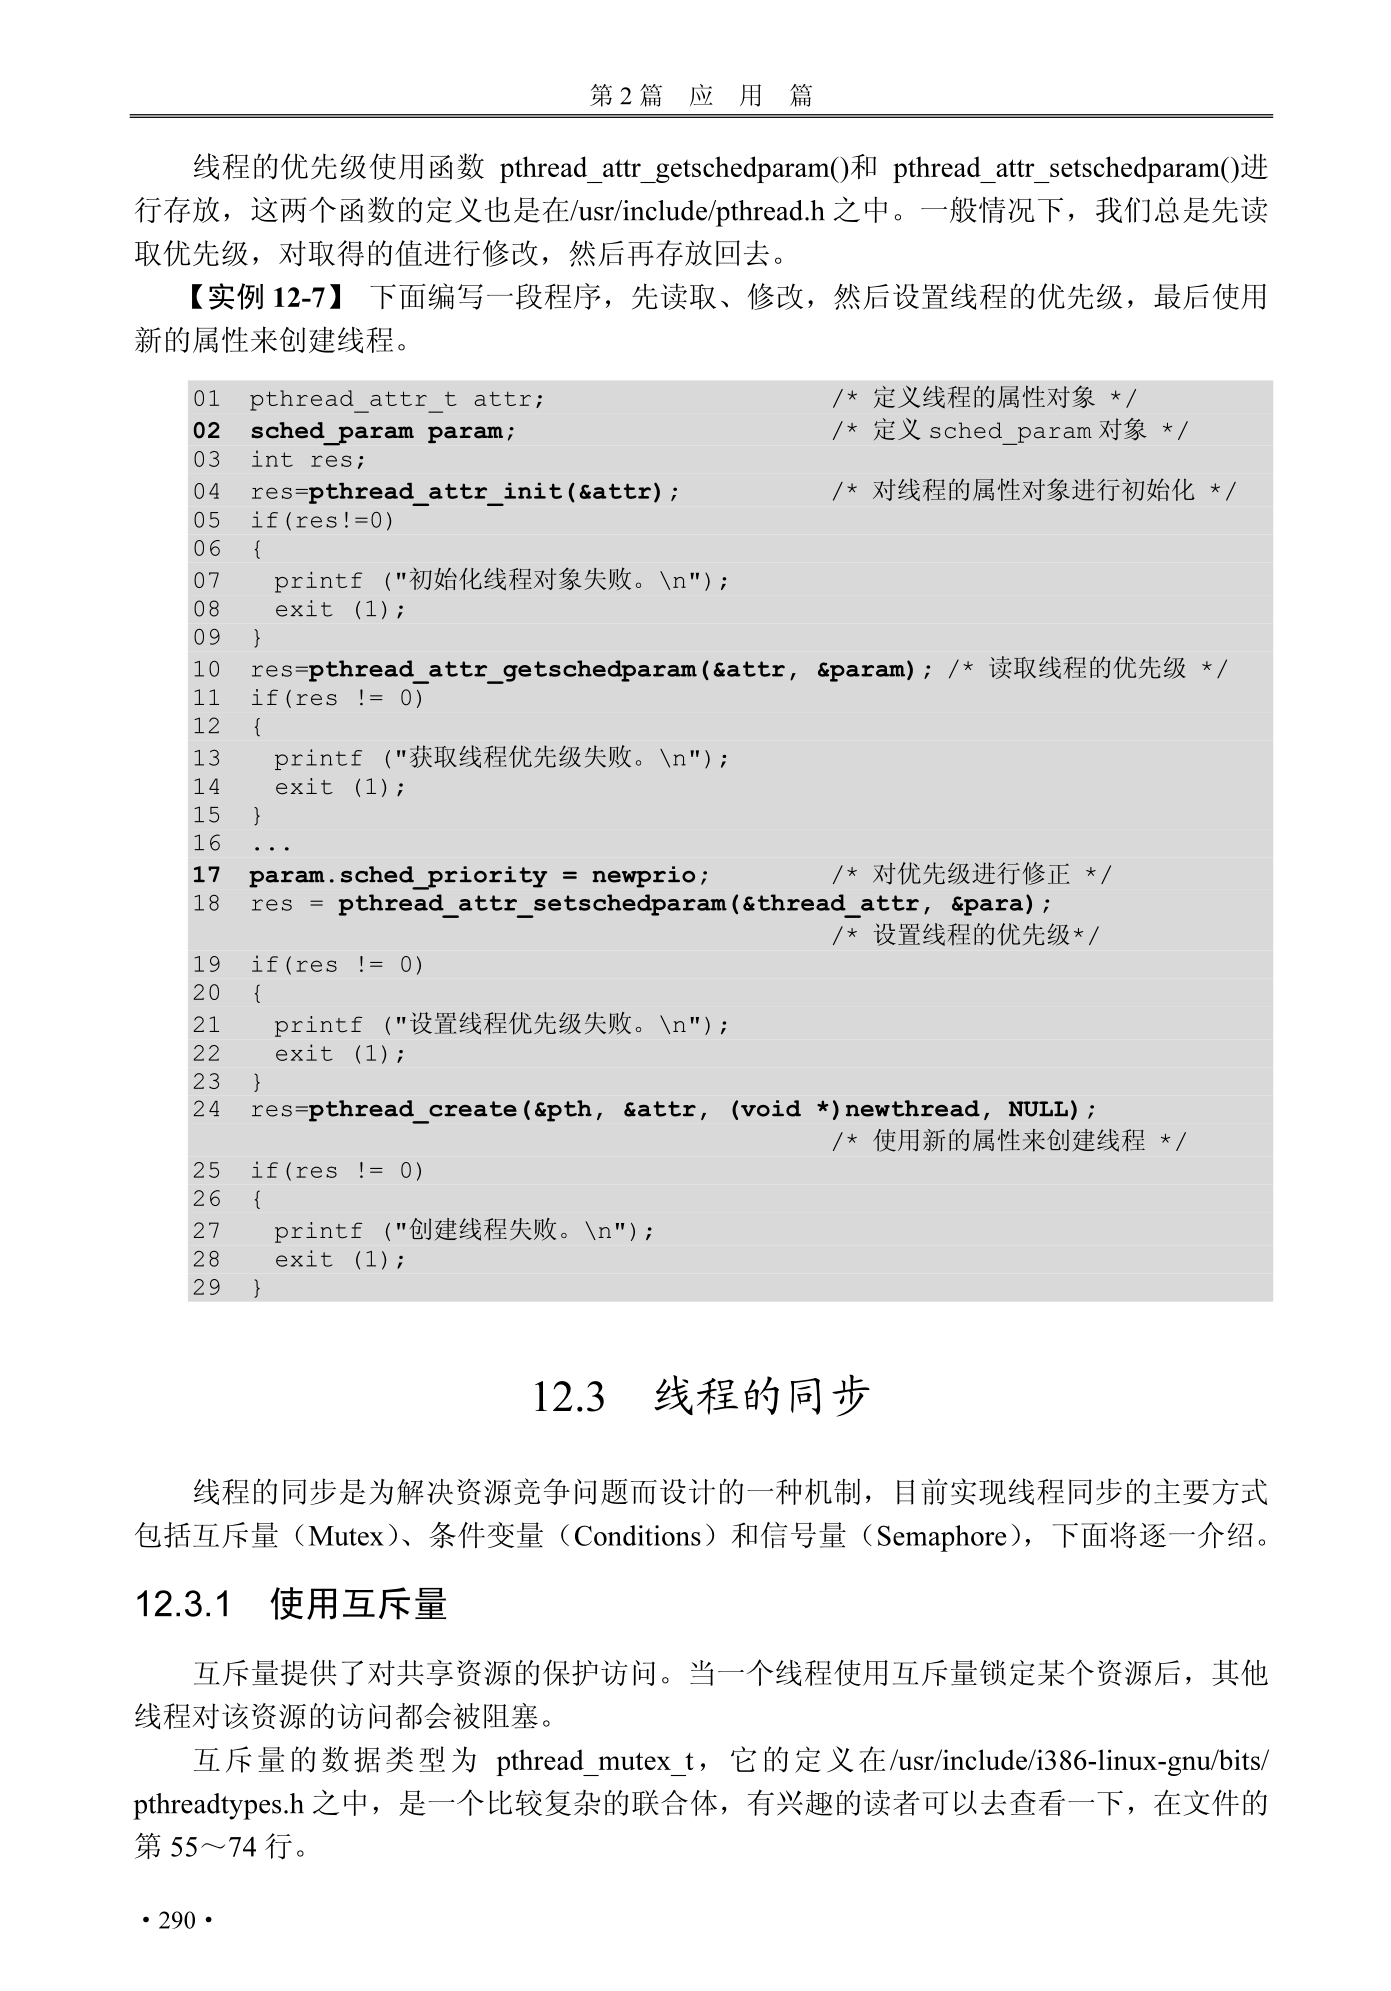 第 2 篇　应　用　篇
线程的优先级使用函数 pthread_attr_getschedparam()和 pthread_attr_setschedparam()进
行存放，这两个函数的定义也是在/usr/include/pthread.h 之中。一般情况下，我们总是先读
取优先级，对取得的值进行修改，然后再存放回去。
【实例 12-7】 下面编写一段程序，先读取、修改，然后设置线程的优先级，最后使用
新的属性来创建线程。
01  pthread_attr_t attr;                   /* 定义线程的属性对象 */
02  sched_param param;                     /* 定义 sched_param 对象 */
03  int res;
04  res=pthread_attr_init(&attr);          /* 对线程的属性对象进行初始化 */
05  if(res!=0)
06  {
07    printf ("初始化线程对象失败。\n");
08    exit (1);
09  }
10  res=pthread_attr_getschedparam(&attr, &param); /* 读取线程的优先级 */
11  if(res != 0)
12  {
13    printf ("获取线程优先级失败。\n");
14    exit (1);
15  }
16  ...
17  param.sched_priority = newprio;        /* 对优先级进行修正 */
18  res = pthread_attr_setschedparam(&thread_attr, &para);
                                           /* 设置线程的优先级*/
19  if(res != 0)
20  {
21    printf ("设置线程优先级失败。\n");
22    exit (1);
23  }
24  res=pthread_create(&pth, &attr, (void *)newthread, NULL);
                                           /* 使用新的属性来创建线程 */
25  if(res != 0)
26  {
27    printf ("创建线程失败。\n");
28    exit (1);
29  }
12.3　线程的同步
线程的同步是为解决资源竞争问题而设计的一种机制，目前实现线程同步的主要方式
包括互斥量（Mutex）、条件变量（Conditions）和信号量（Semaphore），下面将逐一介绍。
12.3.1　使用互斥量
互斥量提供了对共享资源的保护访问。当一个线程使用互斥量锁定某个资源后，其他
线程对该资源的访问都会被阻塞。
互斥量的数据类型为 pthread_mutex_t，它的定义在/usr/include/i386-linux-gnu/bits/
pthreadtypes.h 之中，是一个比较复杂的联合体，有兴趣的读者可以去查看一下，在文件的
第 55～74 行。
• 290 •